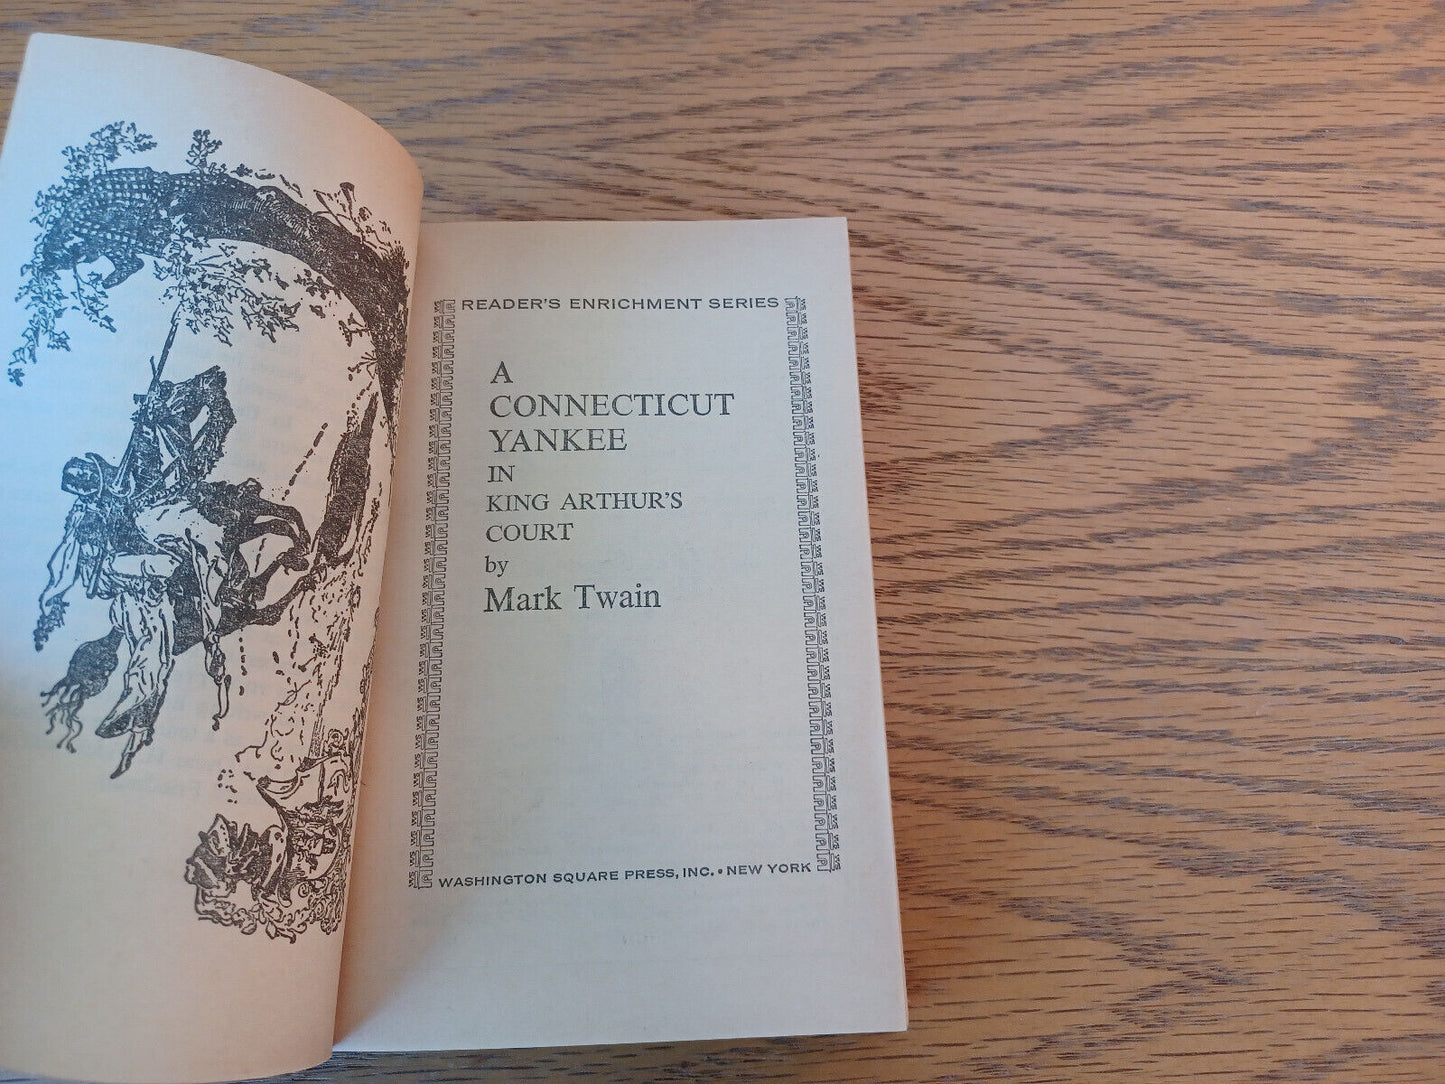 READER'S ENRICHMENT SERIES
A
CONNECTICUT
YANKEE
IN
KING ARTHUR'S
COURT
by
Mark Twain
WASHINGTON SQUARE PRESS, INC. • NEW YORK